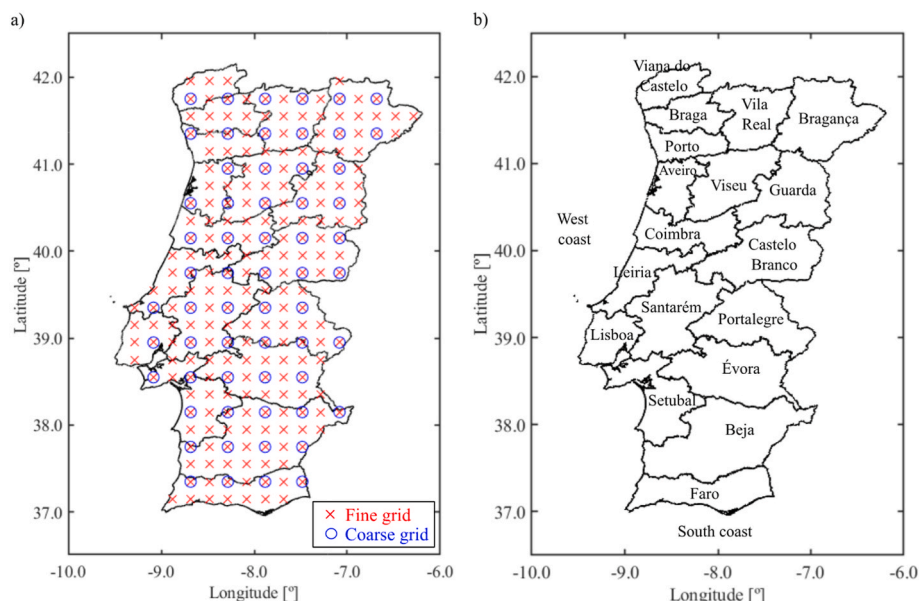 a)
42.0
41.0
40.0
39.0
38.0
37.0
Latitude [º]
-10.0
-9.0
-8.0
-7.0
-6.0
Longitude [º]
Fine grid
Coarse grid
b)
42.0
41.0
40.0
39.0
38.0
37.0
Latitude [º]
Viana do
Castelo
Braga
Vila
Real
Bragança
Porto
Aveiro
Viseu
Guarda
West
coast
Coimbra
Castelo
Branco
Leiria
Santarém
Portalegre
Lisboa
Évora
Setubal
Beja
Faro
South coast
-10.0
-9.0
-8.0
-7.0
-6.0
Longitude [º]